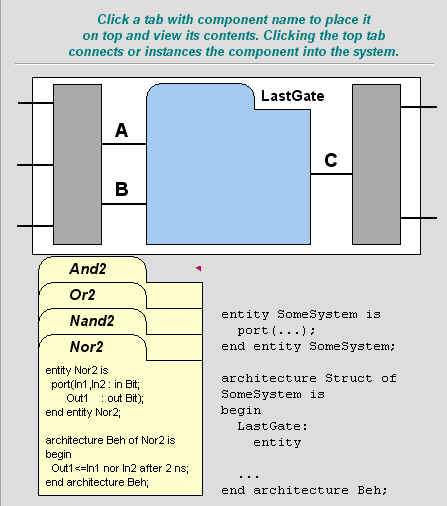 Click a tab with component name to place it
on top and view its contents. Clicking the top tab
connects or instances the component into the system.
LastGate
A
B
C
And2
Or2
Nand2
Nor2
entity Nor2 is
port(In1,In2 : in Bit;
Out1 : out Bit);
end entity Nor2;
architecture Beh of Nor2 is
begin
Out1<=In1 nor In2 after 2 ns;
end architecture Beh;
entity SomeSystem is
port(...);
end entity SomeSystem;
architecture Struct of
SomeSystem is
begin
LastGate:
entity
...
end architecture Beh;